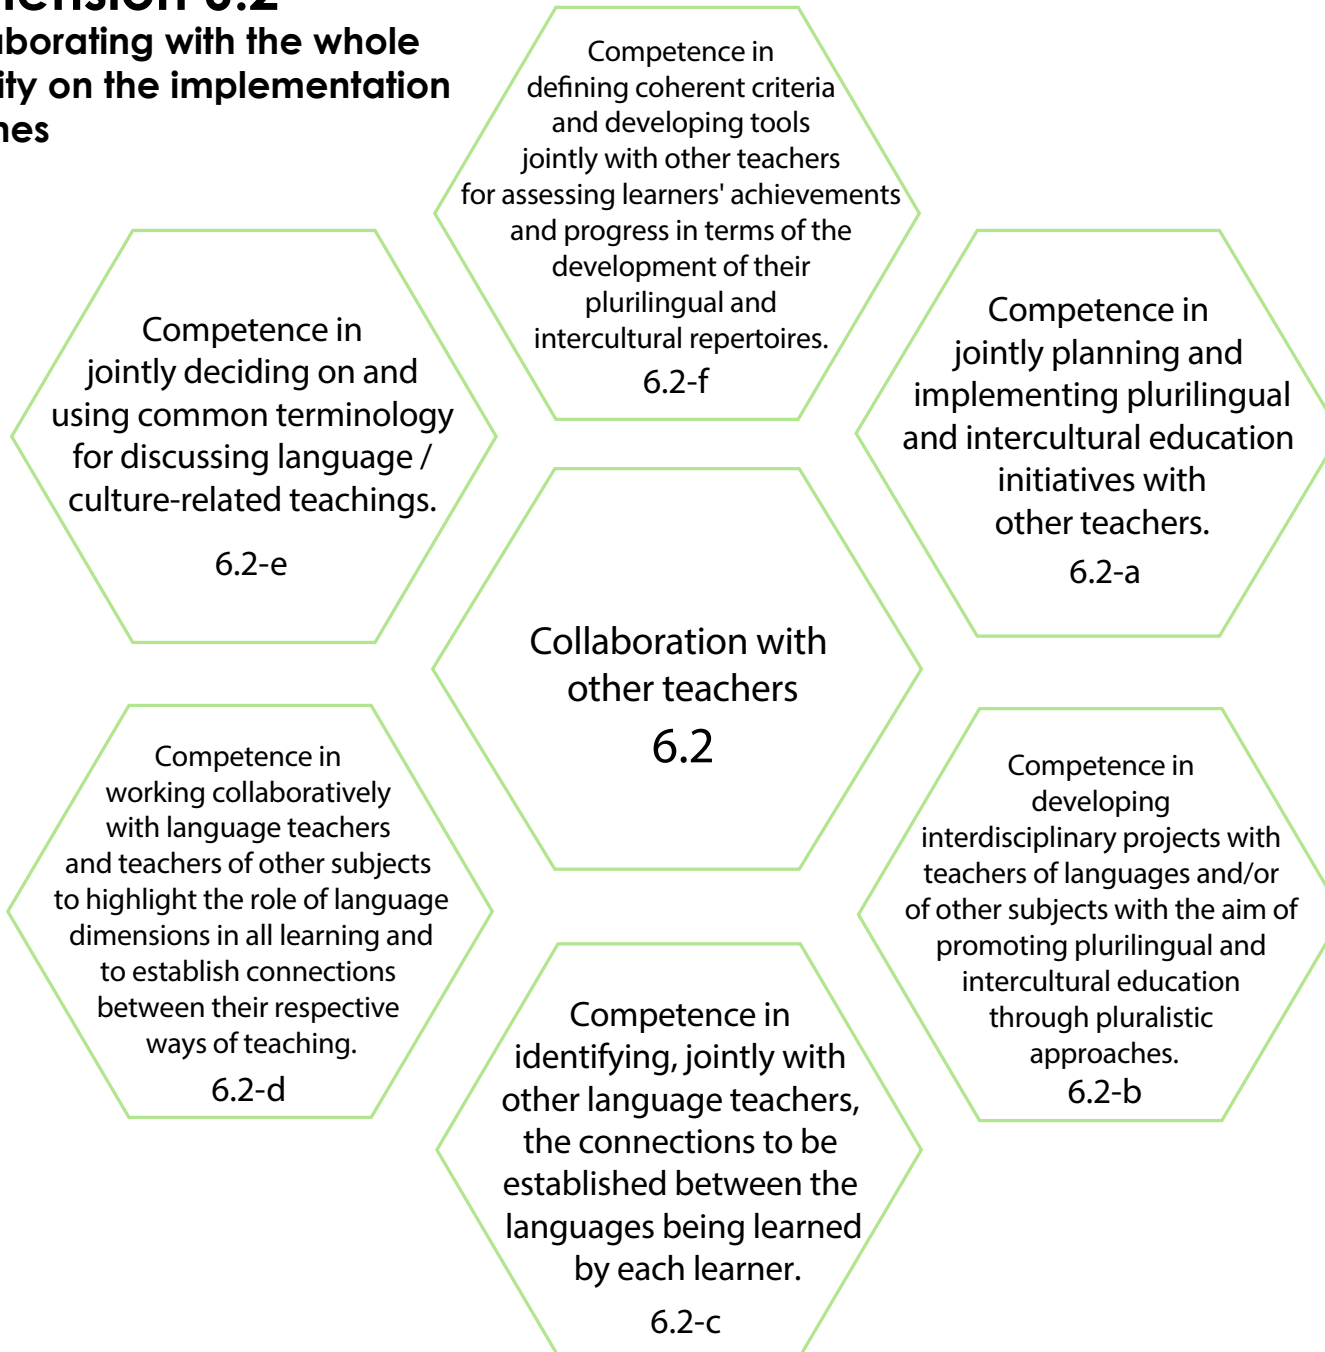 ension 6.2
aborating with the whole
ity on the implementation
hes
Competence in
defining coherent criteria
and developing tools
jointly with other teachers
for assessing learners' achievements
and progress in terms of the
development of their
plurilingual and
intercultural repertoires.
6.2-f
Competence in
jointly deciding on and
using common terminology
for discussing language /
culture-related teachings.
6.2-e
Competence in
jointly planning and
implementing plurilingual
and intercultural education
initiatives with
other teachers.
6.2-a
Collaboration with
other teachers
6.2
Competence in
working collaboratively
with language teachers
and teachers of other subjects
to highlight the role of language
dimensions in all learning and
to establish connections
between their respective
ways of teaching.
6.2-d
Competence in
developing
interdisciplinary projects with
teachers of languages and/or
of other subjects with the aim of
promoting plurilingual and
intercultural education
through pluralistic
approaches.
6.2-b
Competence in
identifying, jointly with
other language teachers,
the connections to be
established between the
languages being learned
by each learner.
6.2-c